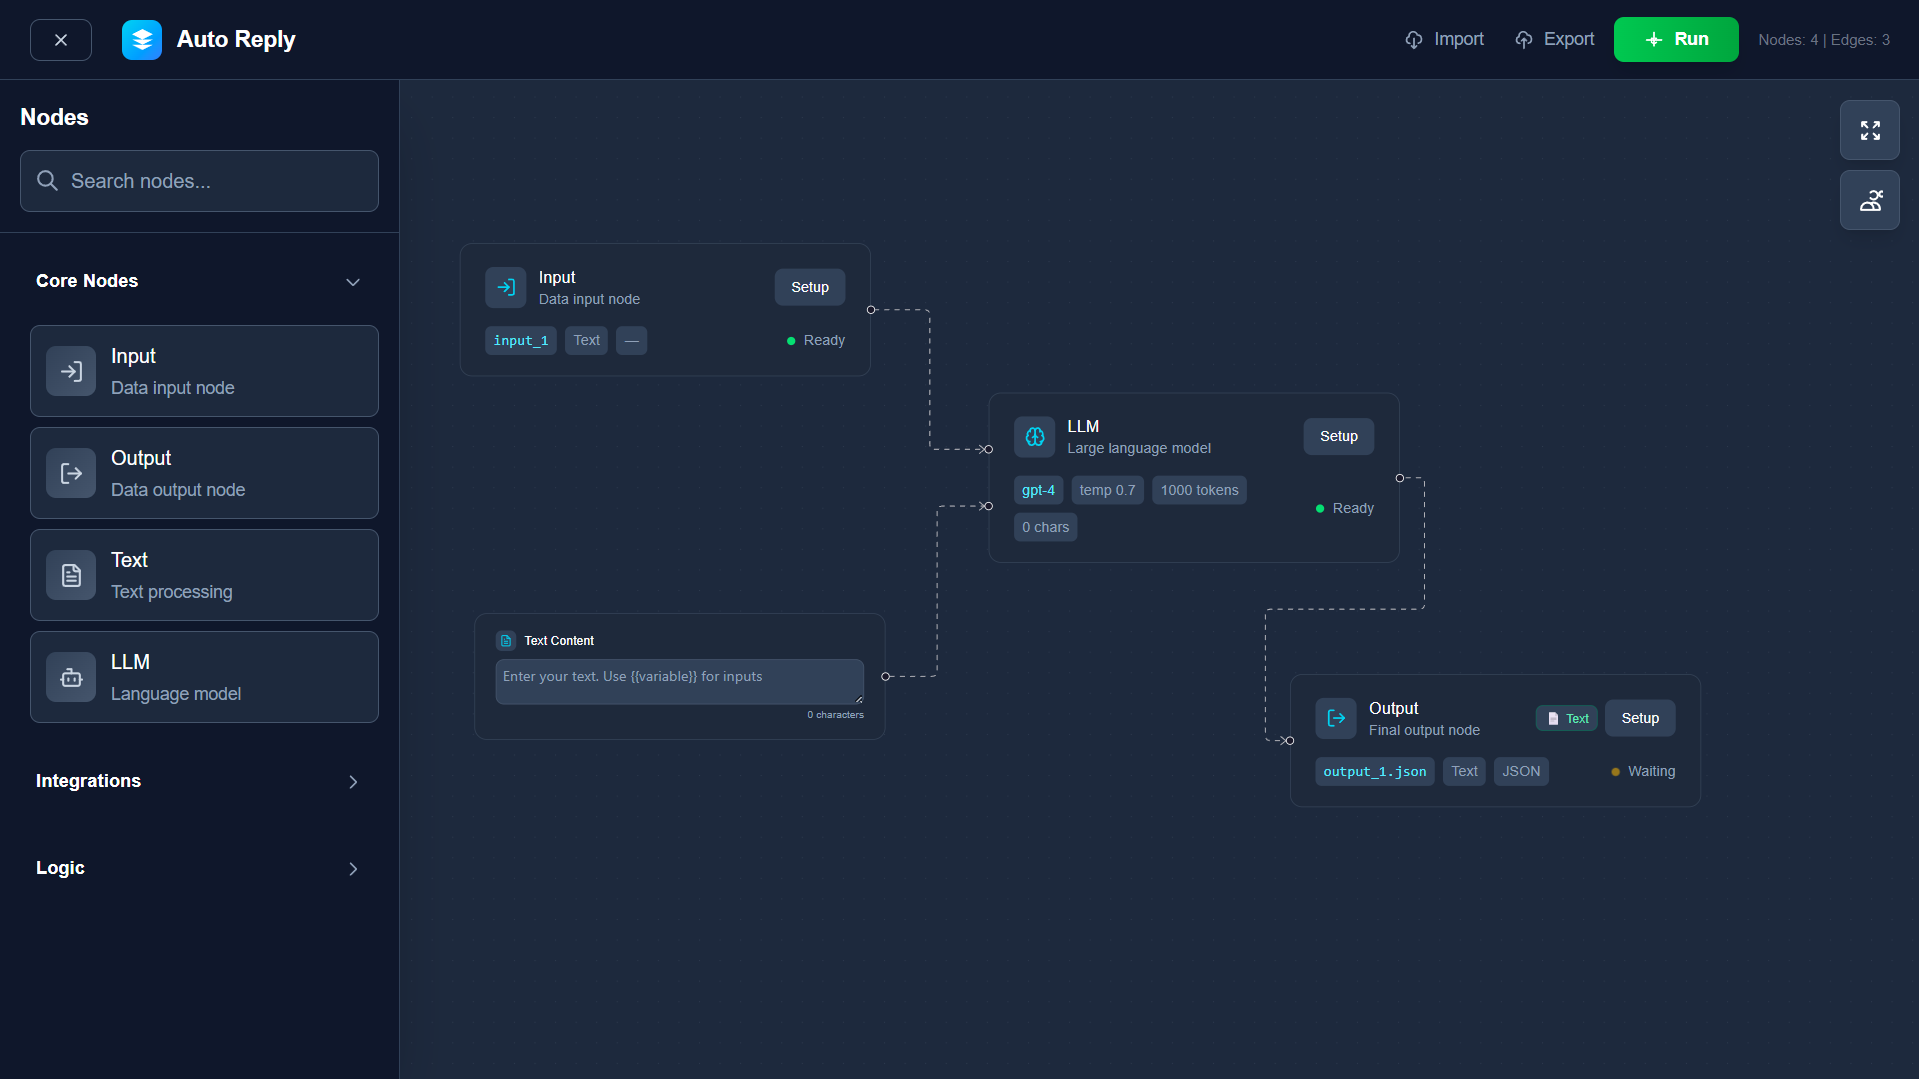 Auto Reply
Import
Export
Run
Nodes: 4 | Edges: 3
Nodes
Search nodes...
Core Nodes
Input
Data input node
Output
Data output node
Text
Text processing
LLM
Language model
Integrations
Logic
Input
Data input node
Setup
input_1
Text
—
Ready
LLM
Large language model
Setup
gpt-4
temp 0.7
1000 tokens
0 chars
Ready
Text Content
Enter your text. Use {{variable}} for inputs
0 characters
Output
Final output node
Text
Setup
output_1.json
Text
JSON
Waiting